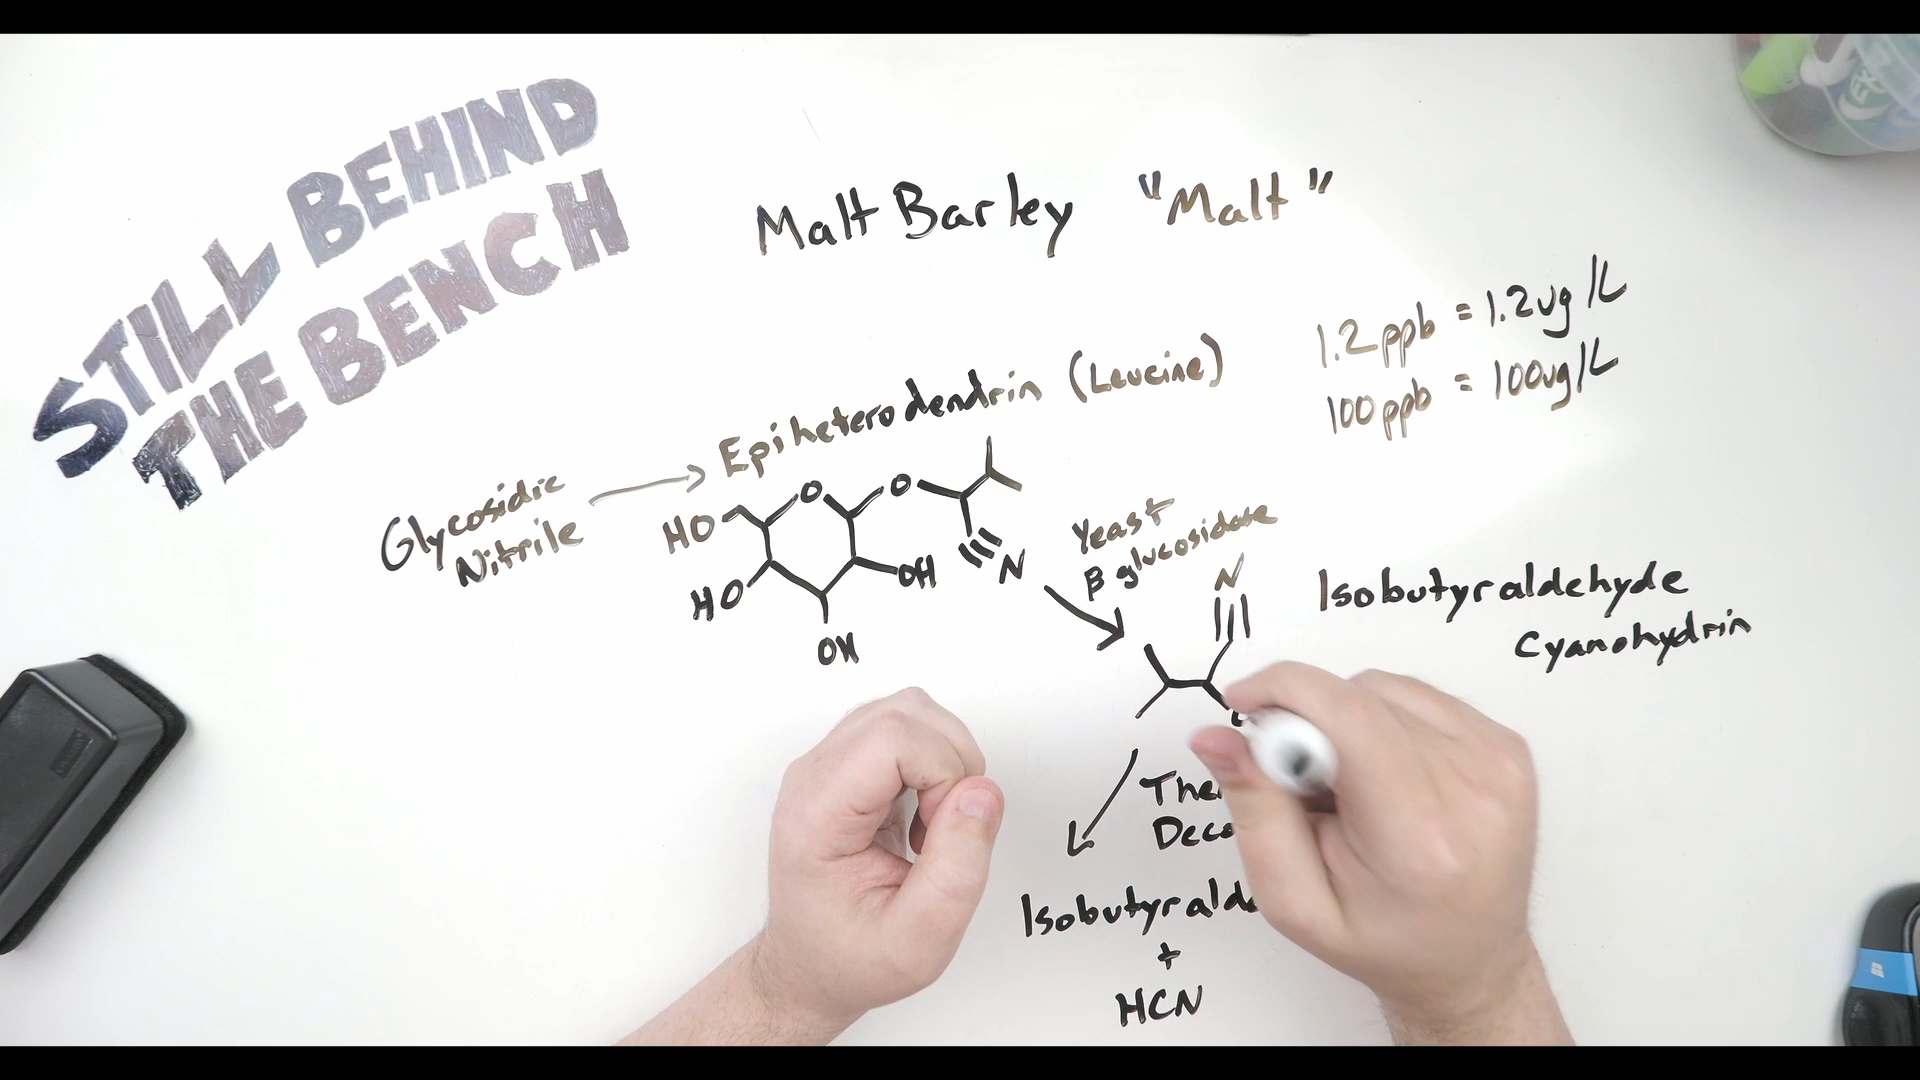 STILL BEHIND
THE BENCH
Malt Barley "Malt"
1.2 ppb = 1.2ug/L
100 ppb = 100ug/L
Epiheterodendrin (Leucine)
Glycosidic
Nitrile
O
O
HO
HO
OH
OH
N
Yeast
β glucosidase
N
Isobutyraldehyde
Cyanohydrin
+
HCN